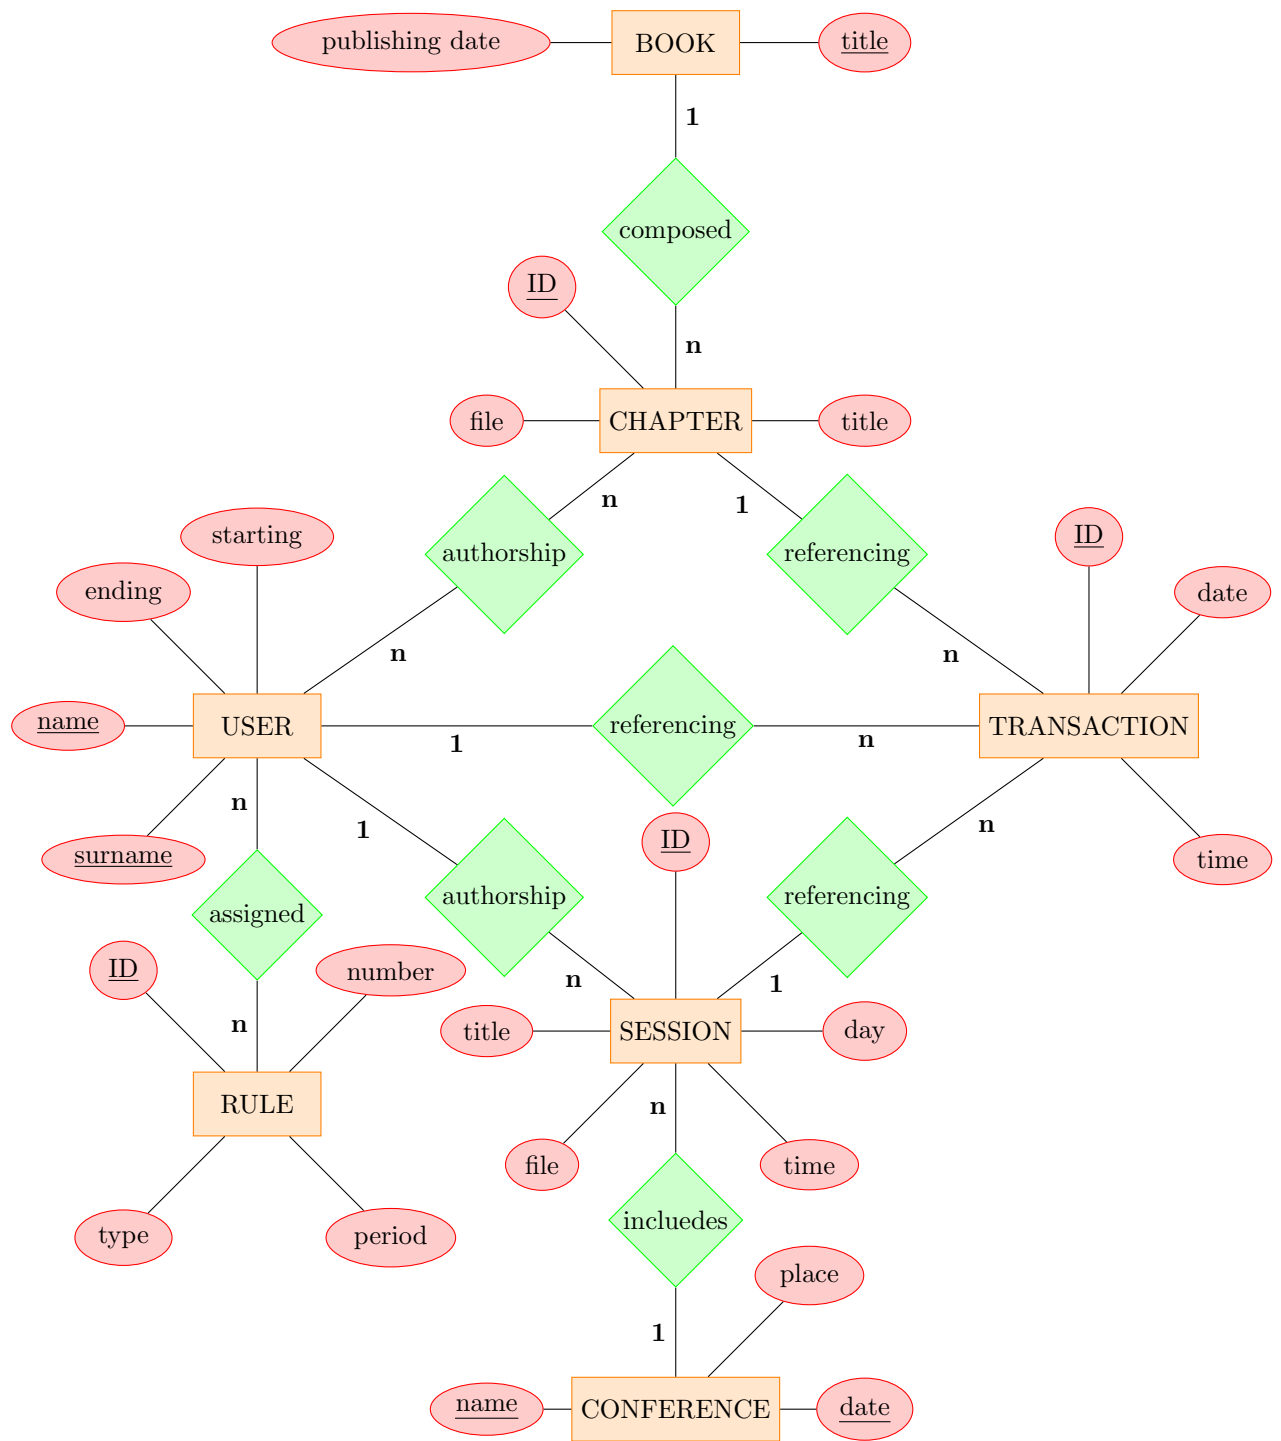 publishing date
BOOK
title
1
composed
ID
n
file
CHAPTER
title
n
1
starting
authorship
referencing
ID
ending
date
n
n
name
USER
referencing
TRANSACTION
1
n
n
1
ID
n
surname
time
assigned
authorship
referencing
ID
number
n
1
n
title
SESSION
day
RULE
n
file
time
type
period
incluedes
place
1
name
CONFERENCE
date